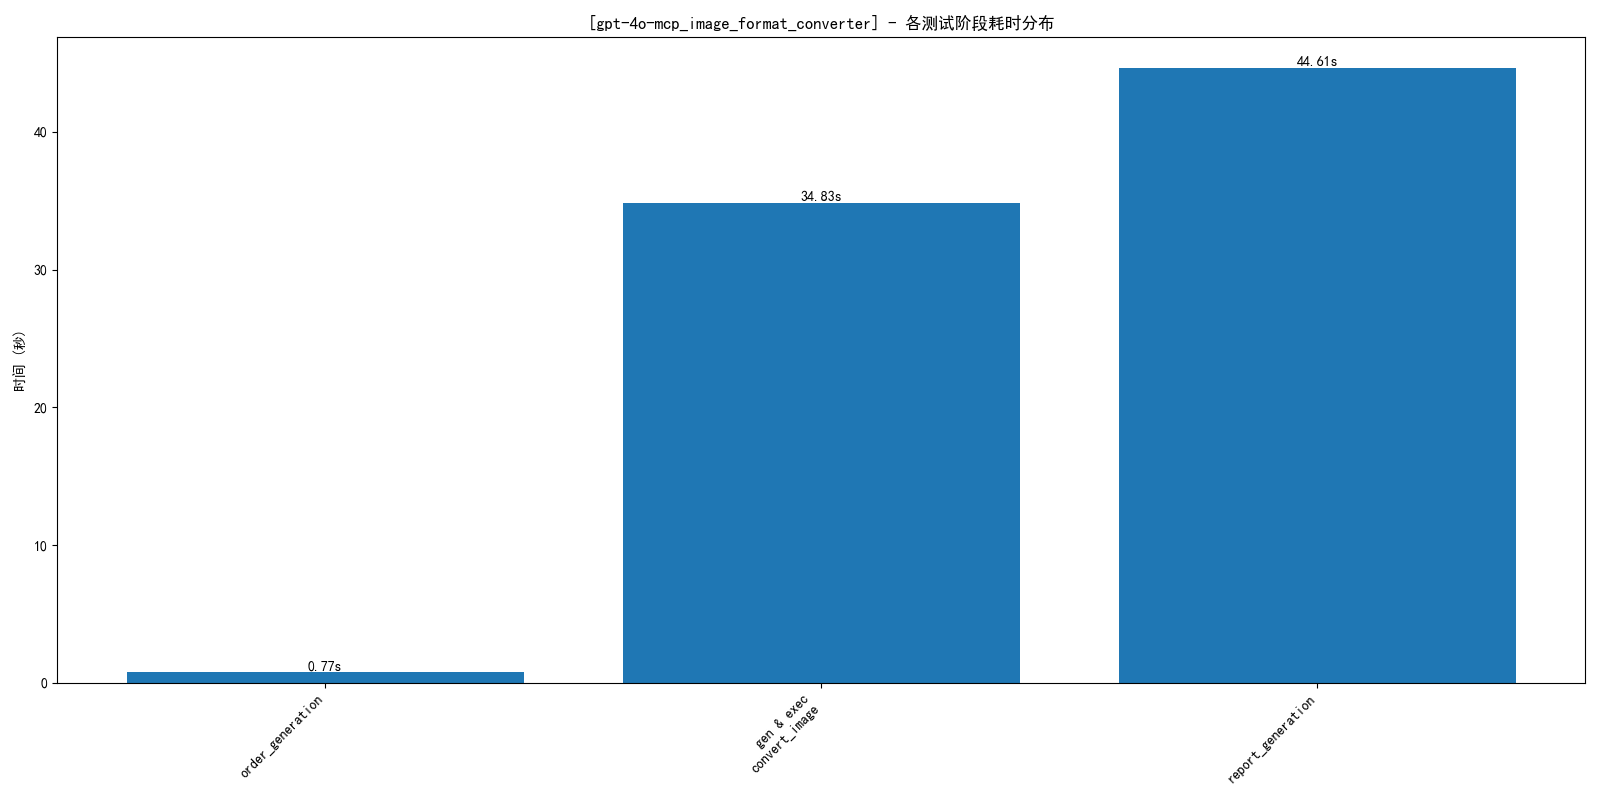 [gpt-4o-mcp_image_format_converter] - 各测试阶段耗时分布
时间 (秒)
40
30
20
10
0
0.77s
34.83s
44.61s
order_generation
gen & exec
convert_image
report_generation